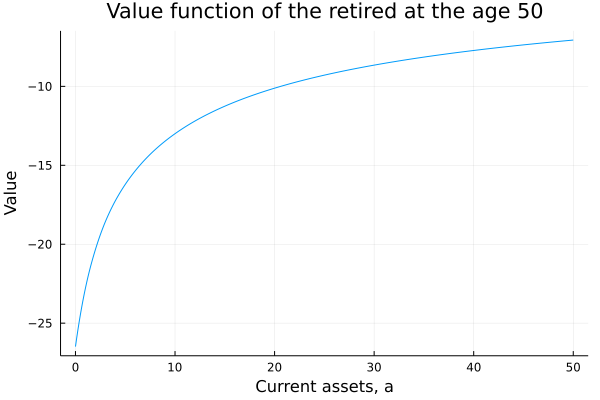 Value function of the retired at the age 50
Value
−10
−15
−20
−25
0 10 20 30 40 50
Current assets, a